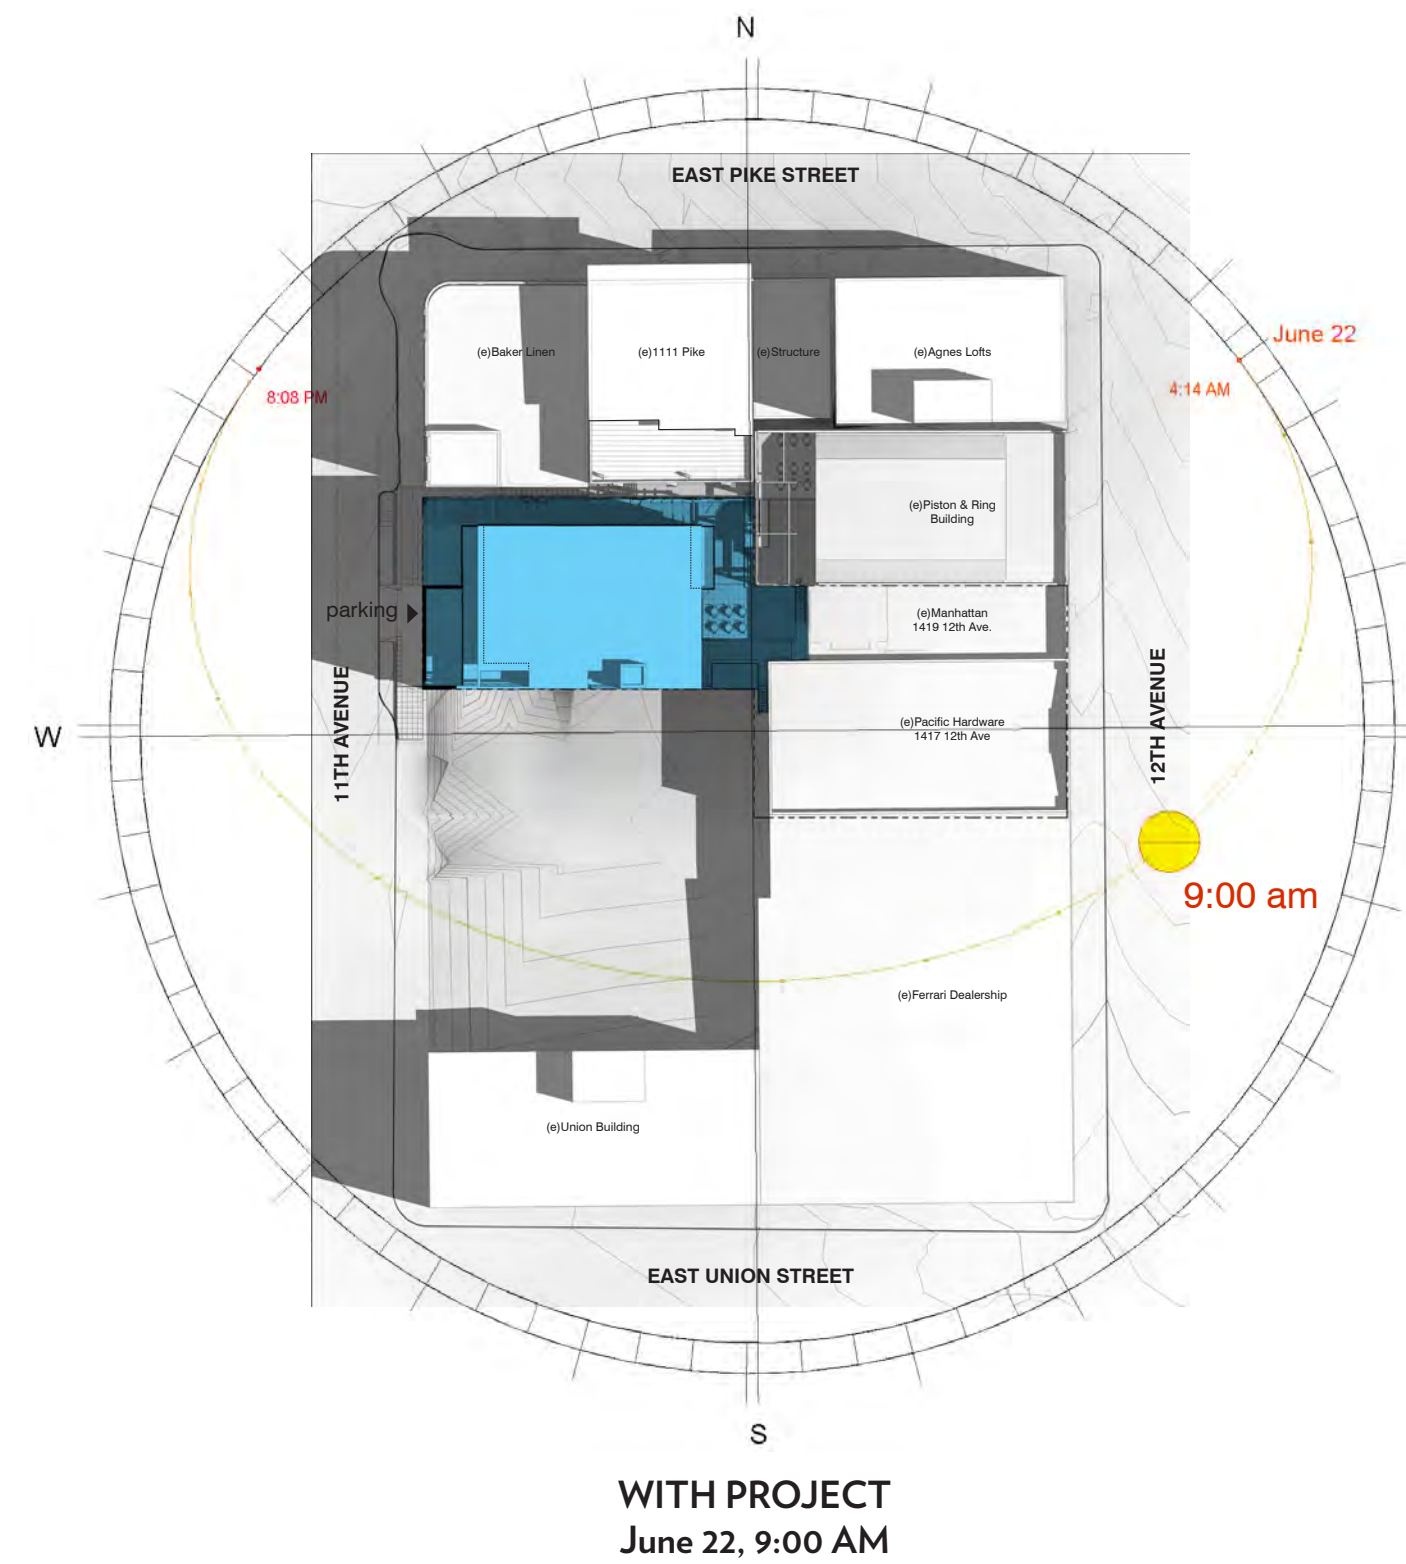 N
EAST PIKE STREET
June 22
(e)Baker Linen
(e)1111 Pike
(e)Structure
(e)Agnes Lofts
8:08 PM
4:14 AM
(e)Piston & Ring
Building
parking
(e)Manhattan
1419 12th Ave.
11TH AVENUE
12TH AVENUE
(e)Pacific Hardware
1417 12th Ave
W
9:00 am
(e)Ferrari Dealership
(e)Union Building
EAST UNION STREET
S
WITH PROJECT
June 22, 9:00 AM